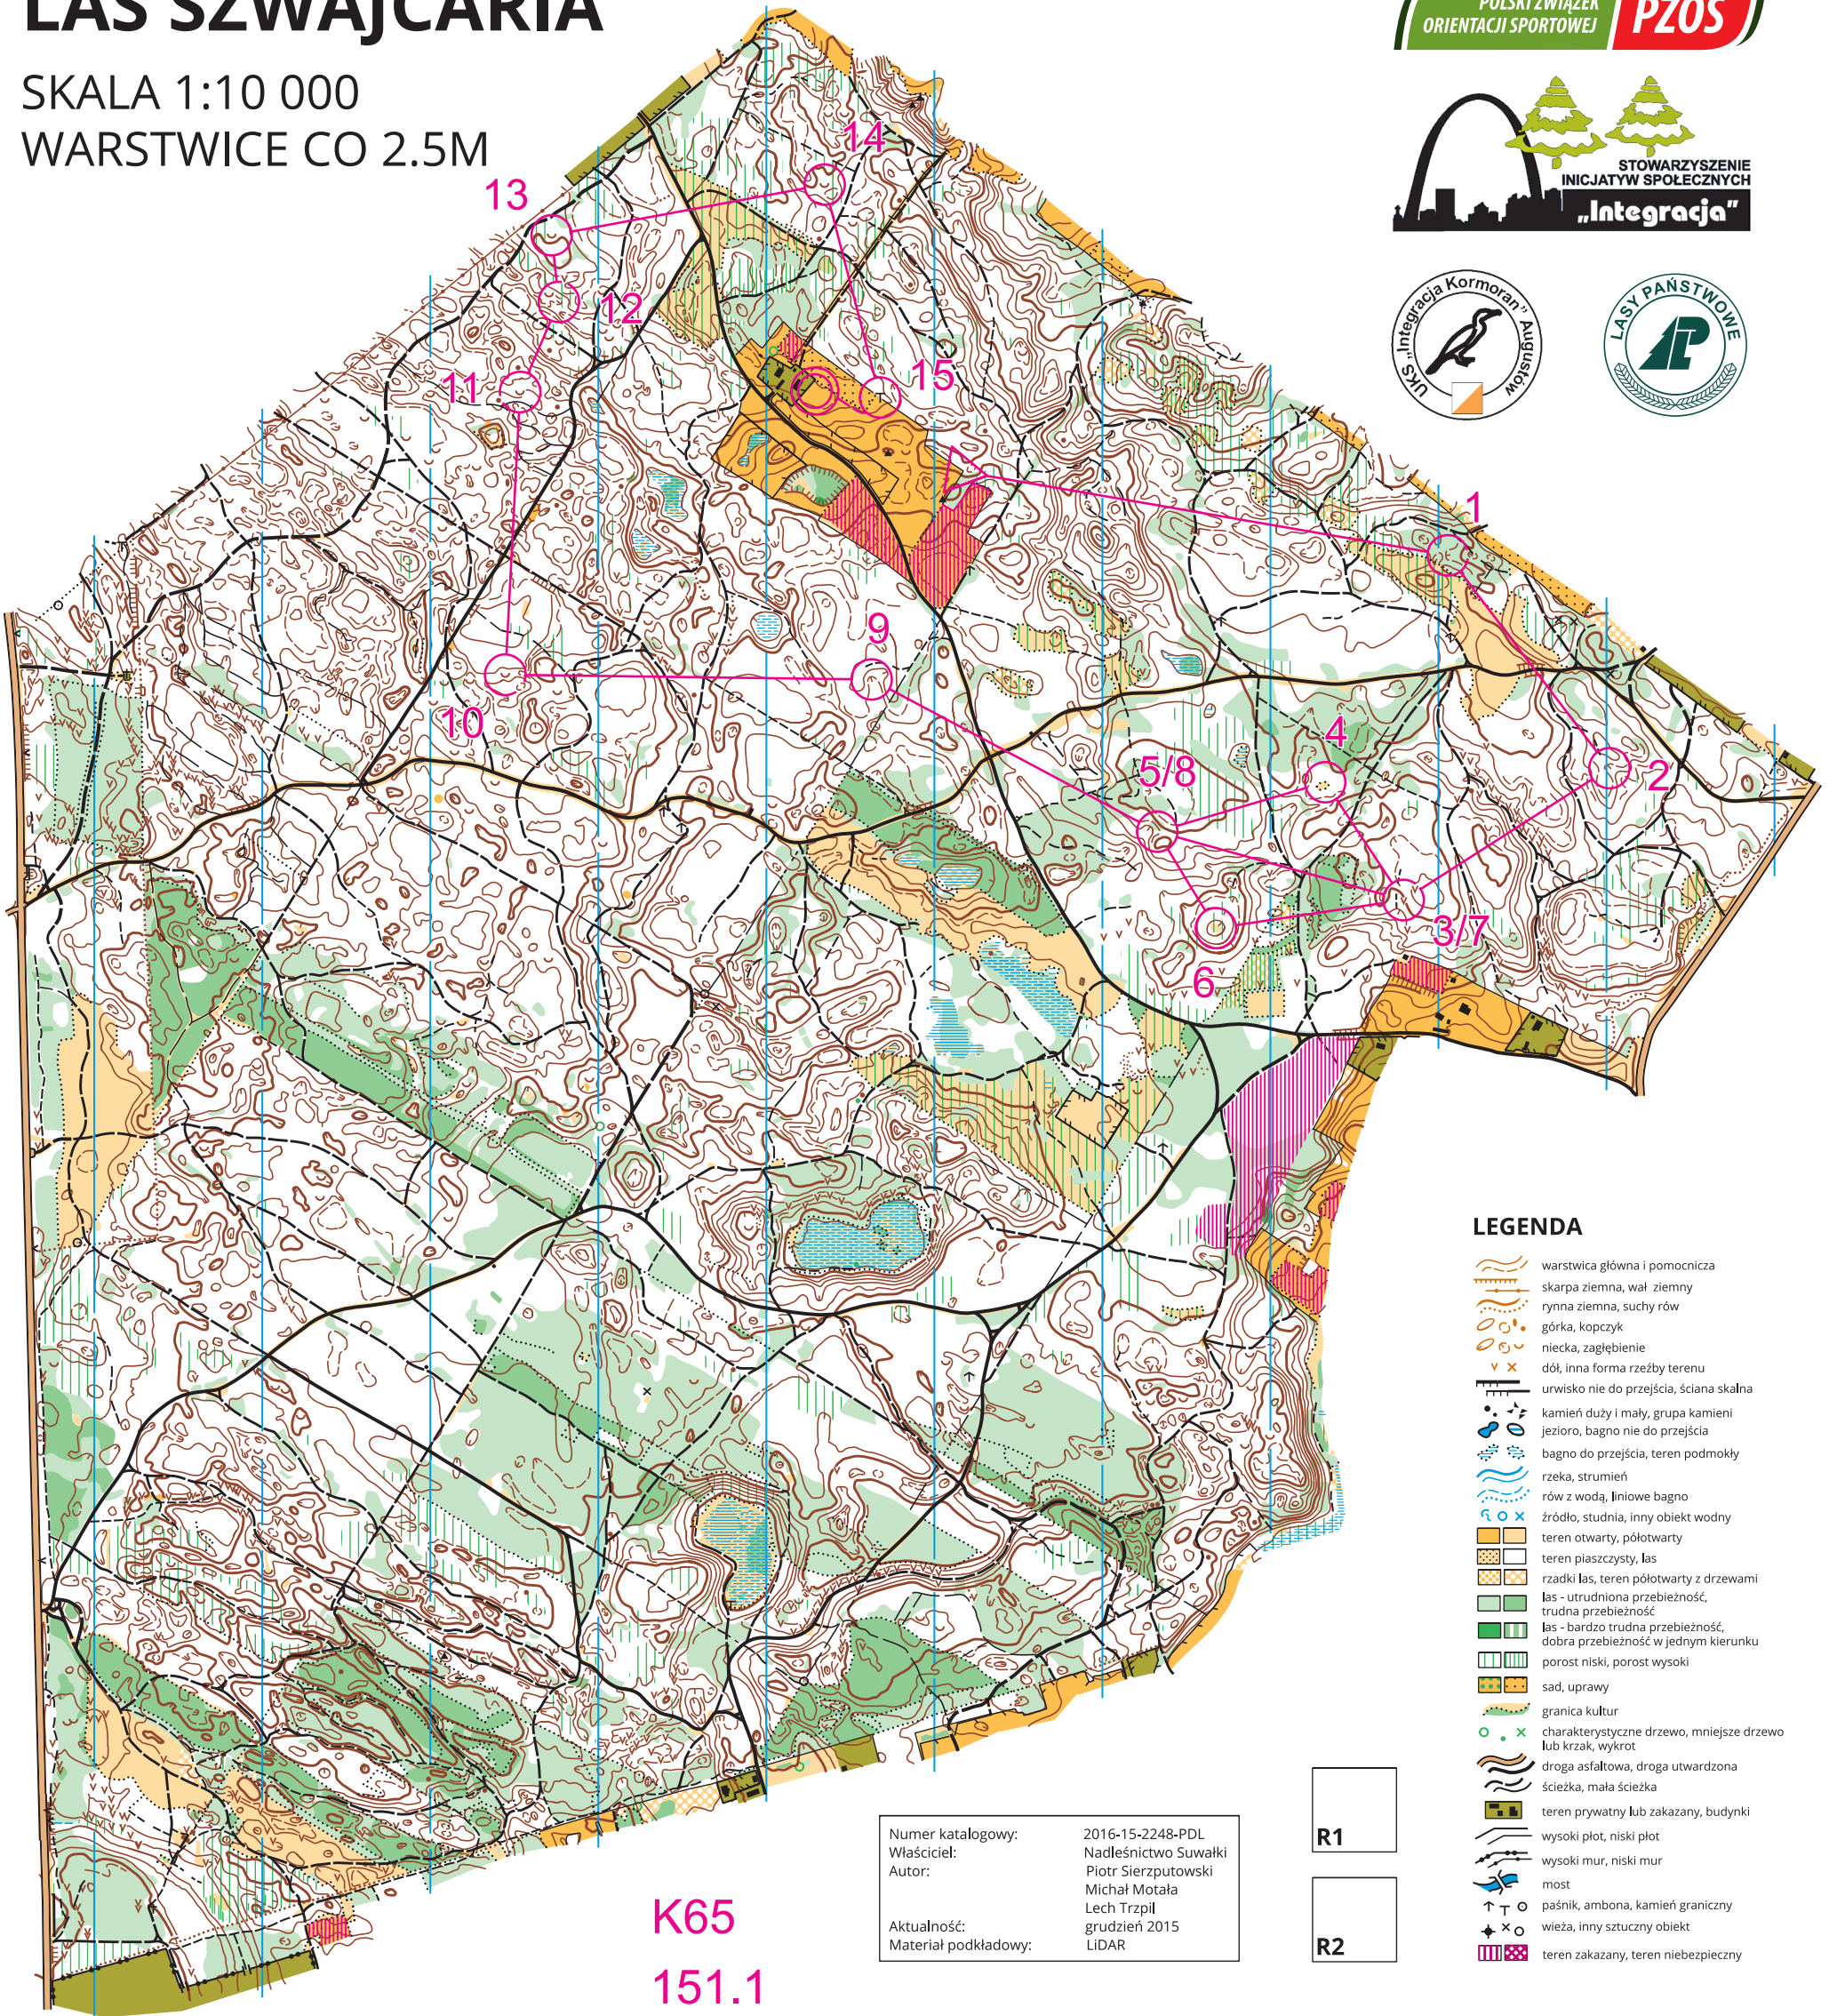 LAS SZWAJCARIA
SKALA 1:10 000
WARSTWICE CO 2.5M
POLSKI ZWIĄZEK
ORIENTACJI SPORTOWEJ
PZOS
STOWARZYSZENIE
INICJATYW SPOŁECZNYCH
„Integracja"
UKS „Integracja Kormoran" Augustów
LASY PAŃSTWOWE
LP
14
13
12
11
15
1
9
10
4
5/8
2
3/7
6
LEGENDA
warstwica główna i pomocnicza
skarpa ziemna, wał ziemny
rynna ziemna, suchy rów
górka, kopczyk
niecka, zagłębienie
dół, inna forma rzeźby terenu
urwisko nie do przejścia, ściana skalna
kamień duży i mały, grupa kamieni
jezioro, bagno nie do przejścia
bagno do przejścia, teren podmokły
rzeka, strumień
rów z wodą, liniowe bagno
źródło, studnia, inny obiekt wodny
teren otwarty, półotwarty
teren piaszczysty, las
rzadki las, teren półotwarty z drzewami
las - utrudniona przebieżność,
trudna przebieżność
las - bardzo trudna przebieżność,
dobra przebieżność w jednym kierunku
porost niski, porost wysoki
sad, uprawy
granica kultur
charakterystyczne drzewo, mniejsze drzewo
lub krzak, wykrot
droga asfaltowa, droga utwardzona
ścieżka, mała ścieżka
teren prywatny lub zakazany, budynki
wysoki płot, niski płot
wysoki mur, niski mur
most
paśnik, ambona, kamień graniczny
wieża, inny sztuczny obiekt
teren zakazany, teren niebezpieczny
Numer katalogowy: 2016-15-2248-PDL
Właściciel: Nadleśnictwo Suwałki
Autor: Piotr Sierzputowski
Michał Motała
Lech Trzpil
Aktualność: grudzień 2015
Materiał podkładowy: LiDAR
R1
R2
K65
151.1